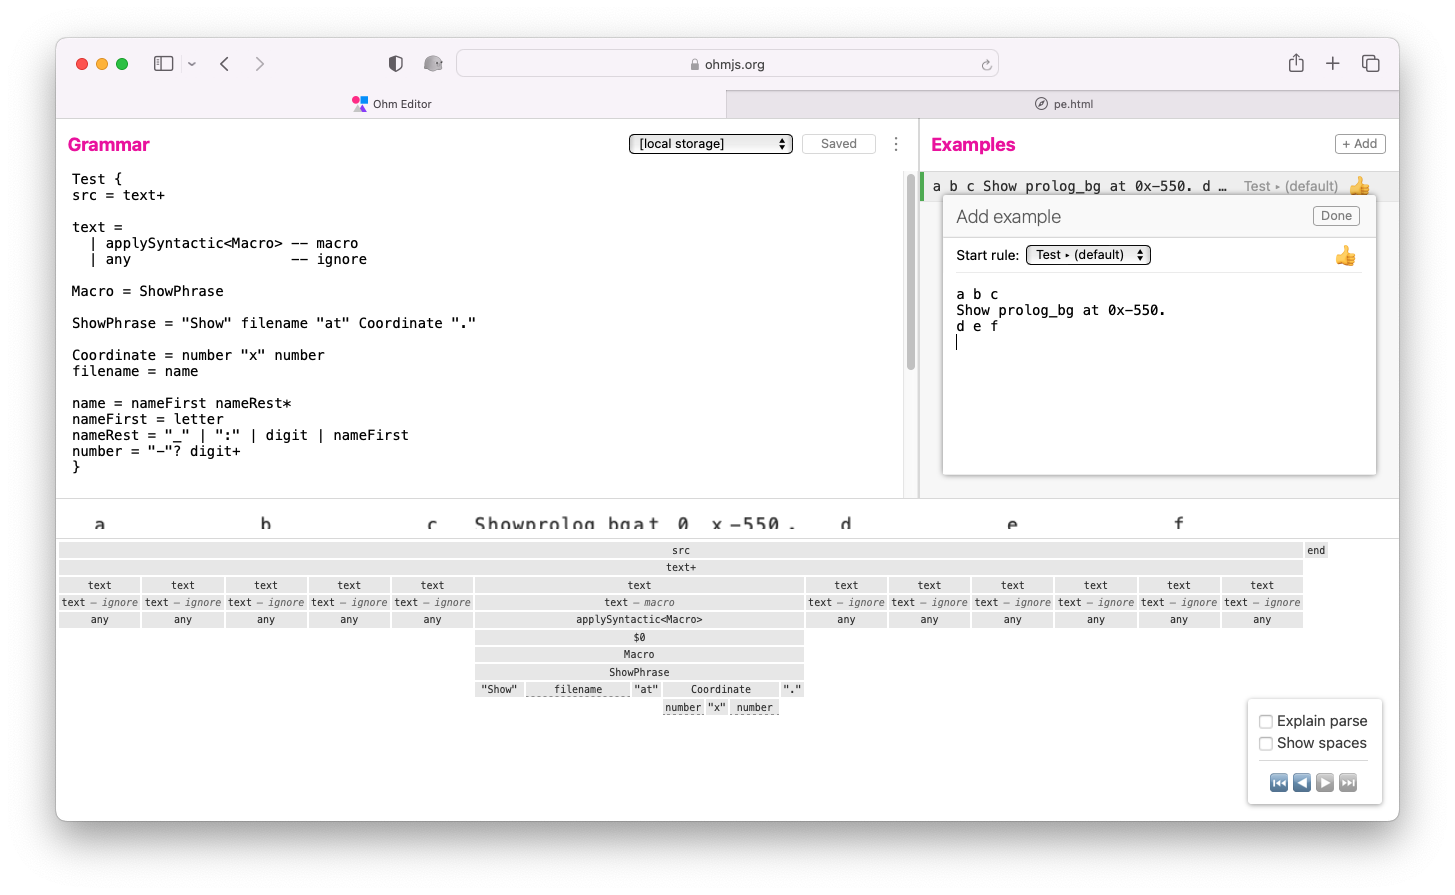 ohmjs.org
Ohm Editor
pe.html
Grammar
[local storage]
Saved
Test {
src = text+
text =
| applySyntactic<Macro> -- macro
| any -- ignore
Macro = ShowPhrase
ShowPhrase = "Show" filename "at" Coordinate "."
Coordinate = number "x" number
filename = name
name = nameFirst nameRest*
nameFirst = letter
nameRest = "_" | ":" | digit | nameFirst
number = "-"? digit+
}
Examples
+ Add
a b c Show prolog_bg at 0x-550. d … Test ▸ (default)
Add example
Done
Start rule: Test ▸ (default)
a b c
Show prolog_bg at 0x-550.
d e f
a b c Showprolog_bgat 0 x-550. d e f
src end
text+
text text text text text text text text text text text text
text – ignore text – ignore text – ignore text – ignore text – ignore text – macro text – ignore text – ignore text – ignore text – ignore text – ignore text – ignore
any any any any any applySyntactic<Macro> any any any any any any
$0
Macro
ShowPhrase
"Show" filename "at" Coordinate "."
number "x" number
Explain parse
Show spaces